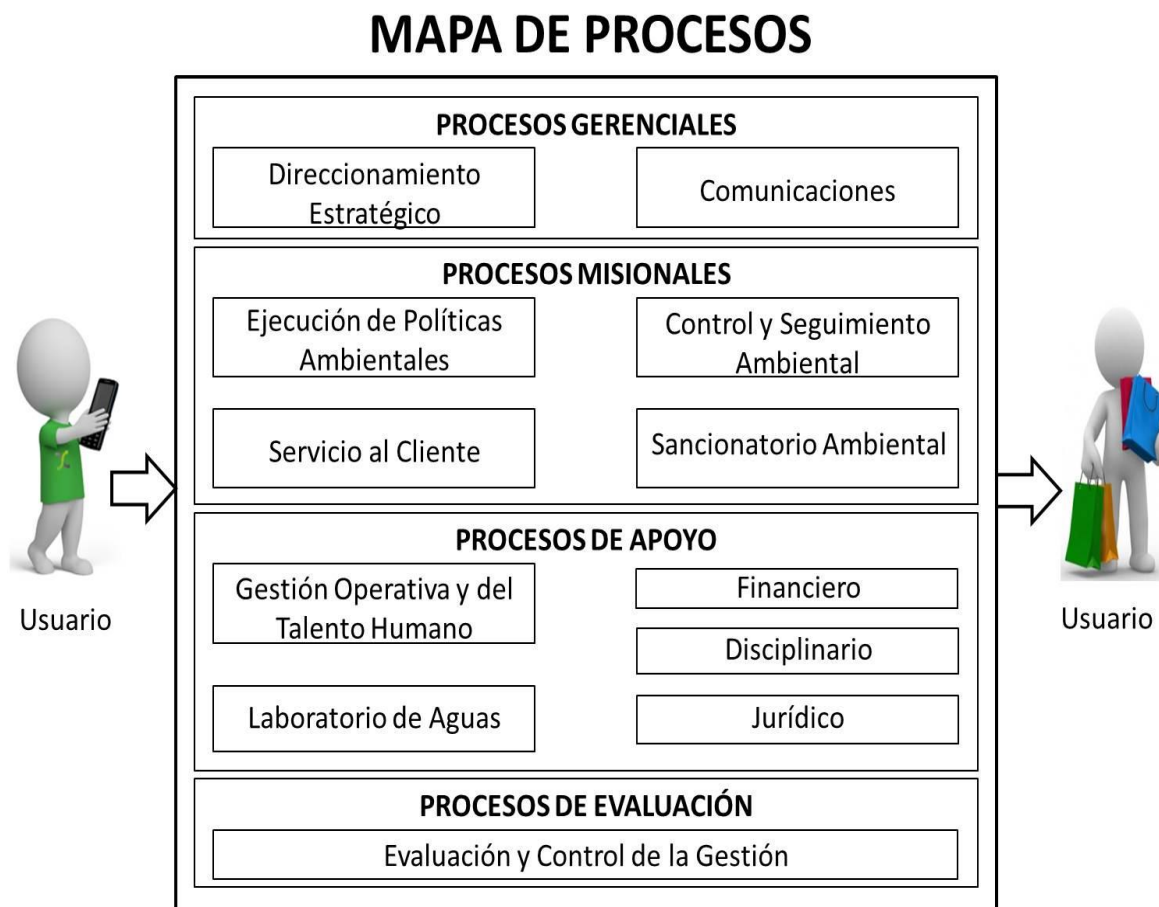 MAPA DE PROCESOS
PROCESOS GERENCIALES
Direccionamiento
Estratégico
Comunicaciones
PROCESOS MISIONALES
Ejecución de Políticas
Ambientales
Control y Seguimiento
Ambiental
Servicio al Cliente
Sancionatorio Ambiental
PROCESOS DE APOYO
Gestión Operativa y del
Talento Humano
Financiero
Disciplinario
Laboratorio de Aguas
Jurídico
PROCESOS DE EVALUACIÓN
Evaluación y Control de la Gestión
Usuario
Usuario